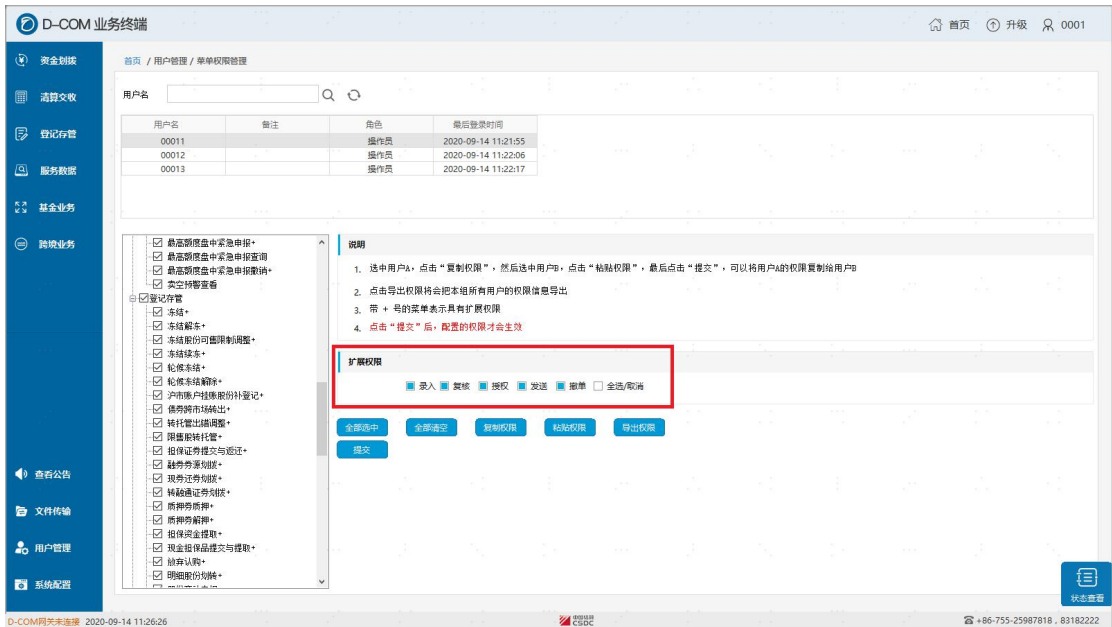 D-COM 业务终端
首页 升级 0001
资金划拨
清算交收
登记存管
服务数据
基金业务
跨境业务
查看公告
文件传输
用户管理
系统配置
首页 / 用户管理 / 菜单权限管理
用户名
用户名 备注 角色 最后登录时间
00011 操作员 2020-09-14 11:21:55
00012 操作员 2020-09-14 11:22:06
00013 操作员 2020-09-14 11:22:17
最高额度盘中紧急申报+
最高额度盘中紧急申报查询
最高额度盘中紧急申报撤销+
卖空预警查看
登记存管
冻结+
冻结解冻+
冻结股份可售限制调整+
冻结续冻+
轮候冻结+
轮候冻结解除+
沪市账户挂账股份补登记+
债券跨市场转出+
转托管出错调整+
限售股转托管+
担保证券提交与返还+
融券券源划拨+
现券还券划拨+
转融通证券划拨+
质押券质押+
质押券解押+
担保资金提取+
现金担保品提交与提取+
放弃认购+
明细股份划转+
说明
1. 选中用户A，点击“复制权限”，然后选中用户B，点击“粘贴权限”，最后点击“提交”，可以将用户A的权限复制给用户B
2. 点击导出权限将会把本组所有用户的权限信息导出
3. 带 + 号的菜单表示具有扩展权限
4. 点击“提交”后，配置的权限才会生效
扩展权限
录入 复核 授权 发送 撤单 全选/取消
全部选中 全部清空 复制权限 粘贴权限 导出权限
提交
状态查看
D-COM网关未连接 2020-09-14 11:26:26
中国结算
CSDC
+86-755-25987818 , 83182222